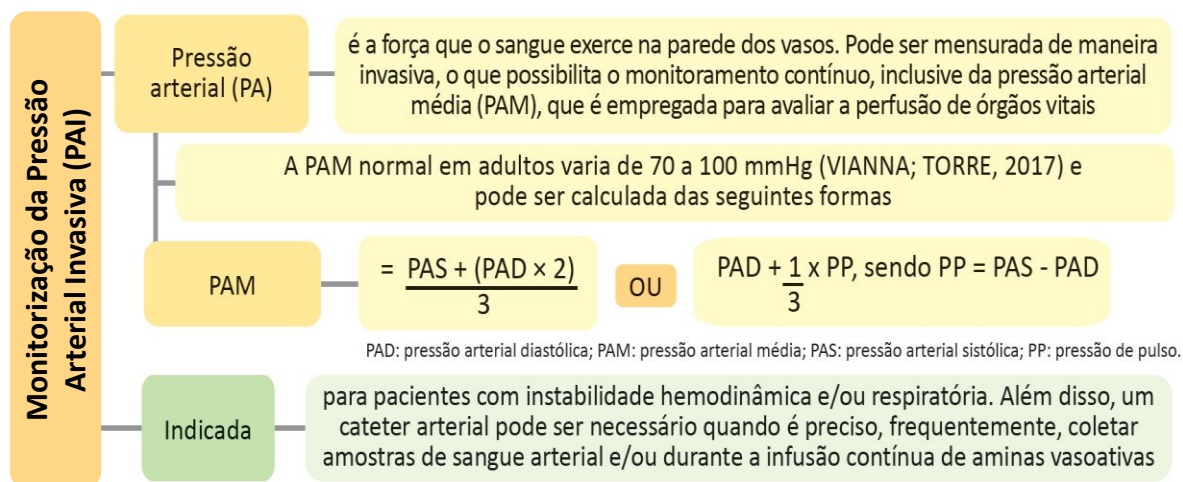 Monitorização da Pressão
Arterial Invasiva (PAI)
Pressão
arterial (PA)
é a força que o sangue exerce na parede dos vasos. Pode ser mensurada de maneira
invasiva, o que possibilita o monitoramento contínuo, inclusive da pressão arterial
média (PAM), que é empregada para avaliar a perfusão de órgãos vitais
A PAM normal em adultos varia de 70 a 100 mmHg (VIANNA; TORRE, 2017) e
pode ser calculada das seguintes formas
PAM
= PAS + (PAD × 2)
3
OU
PAD + 1 x PP, sendo PP = PAS - PAD
3
PAD: pressão arterial diastólica; PAM: pressão arterial média; PAS: pressão arterial sistólica; PP: pressão de pulso.
Indicada
para pacientes com instabilidade hemodinâmica e/ou respiratória. Além disso, um
cateter arterial pode ser necessário quando é preciso, frequentemente, coletar
amostras de sangue arterial e/ou durante a infusão contínua de aminas vasoativas